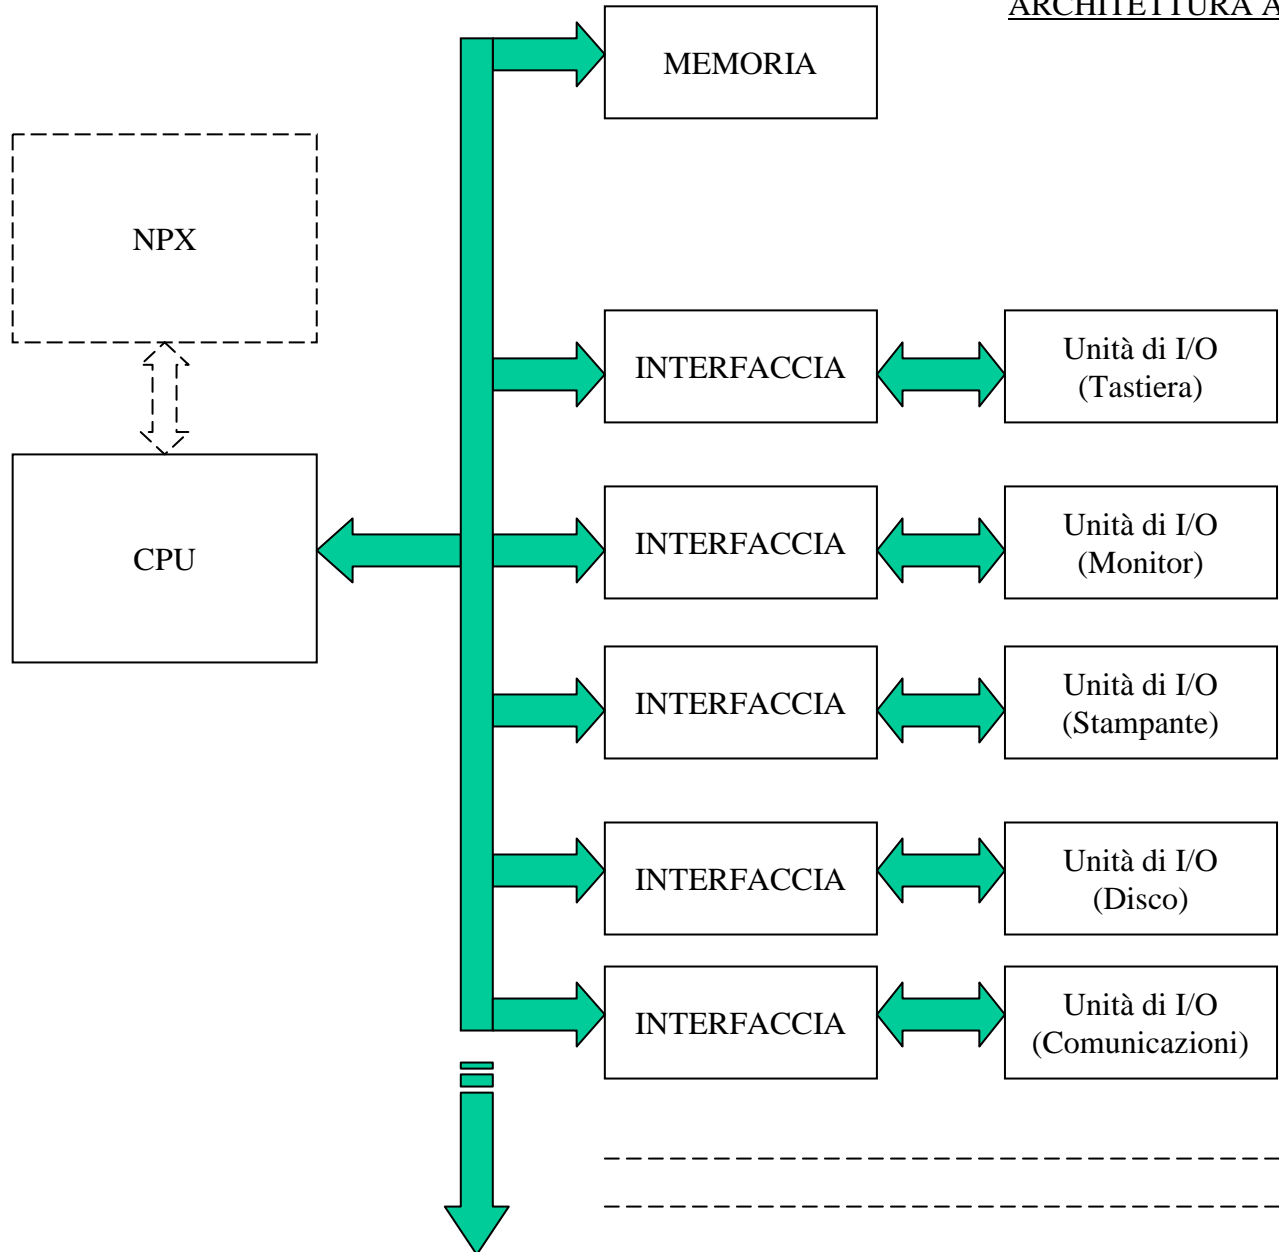 ARCHITETTURA A
MEMORIA
NPX
INTERFACCIA
Unità di I/O
(Tastiera)
CPU
INTERFACCIA
Unità di I/O
(Monitor)
INTERFACCIA
Unità di I/O
(Stampante)
INTERFACCIA
Unità di I/O
(Disco)
INTERFACCIA
Unità di I/O
(Comunicazioni)